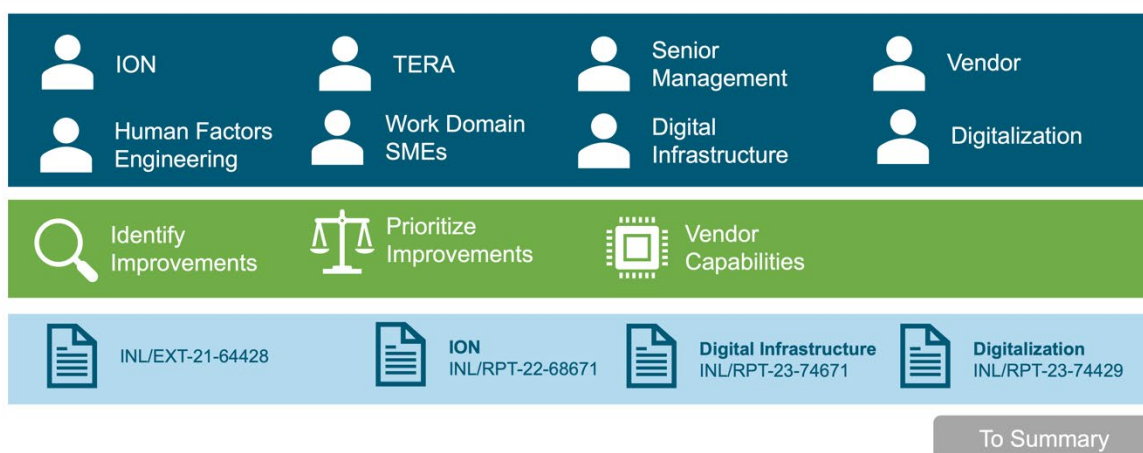 ION
TERA
Senior
Management
Vendor
Human Factors
Engineering
Work Domain
SMEs
Digital
Infrastructure
Digitalization
Identify
Improvements
Prioritize
Improvements
Vendor
Capabilities
INL/EXT-21-64428
ION
INL/RPT-22-68671
Digital Infrastructure
INL/RPT-23-74671
Digitalization
INL/RPT-23-74429
To Summary